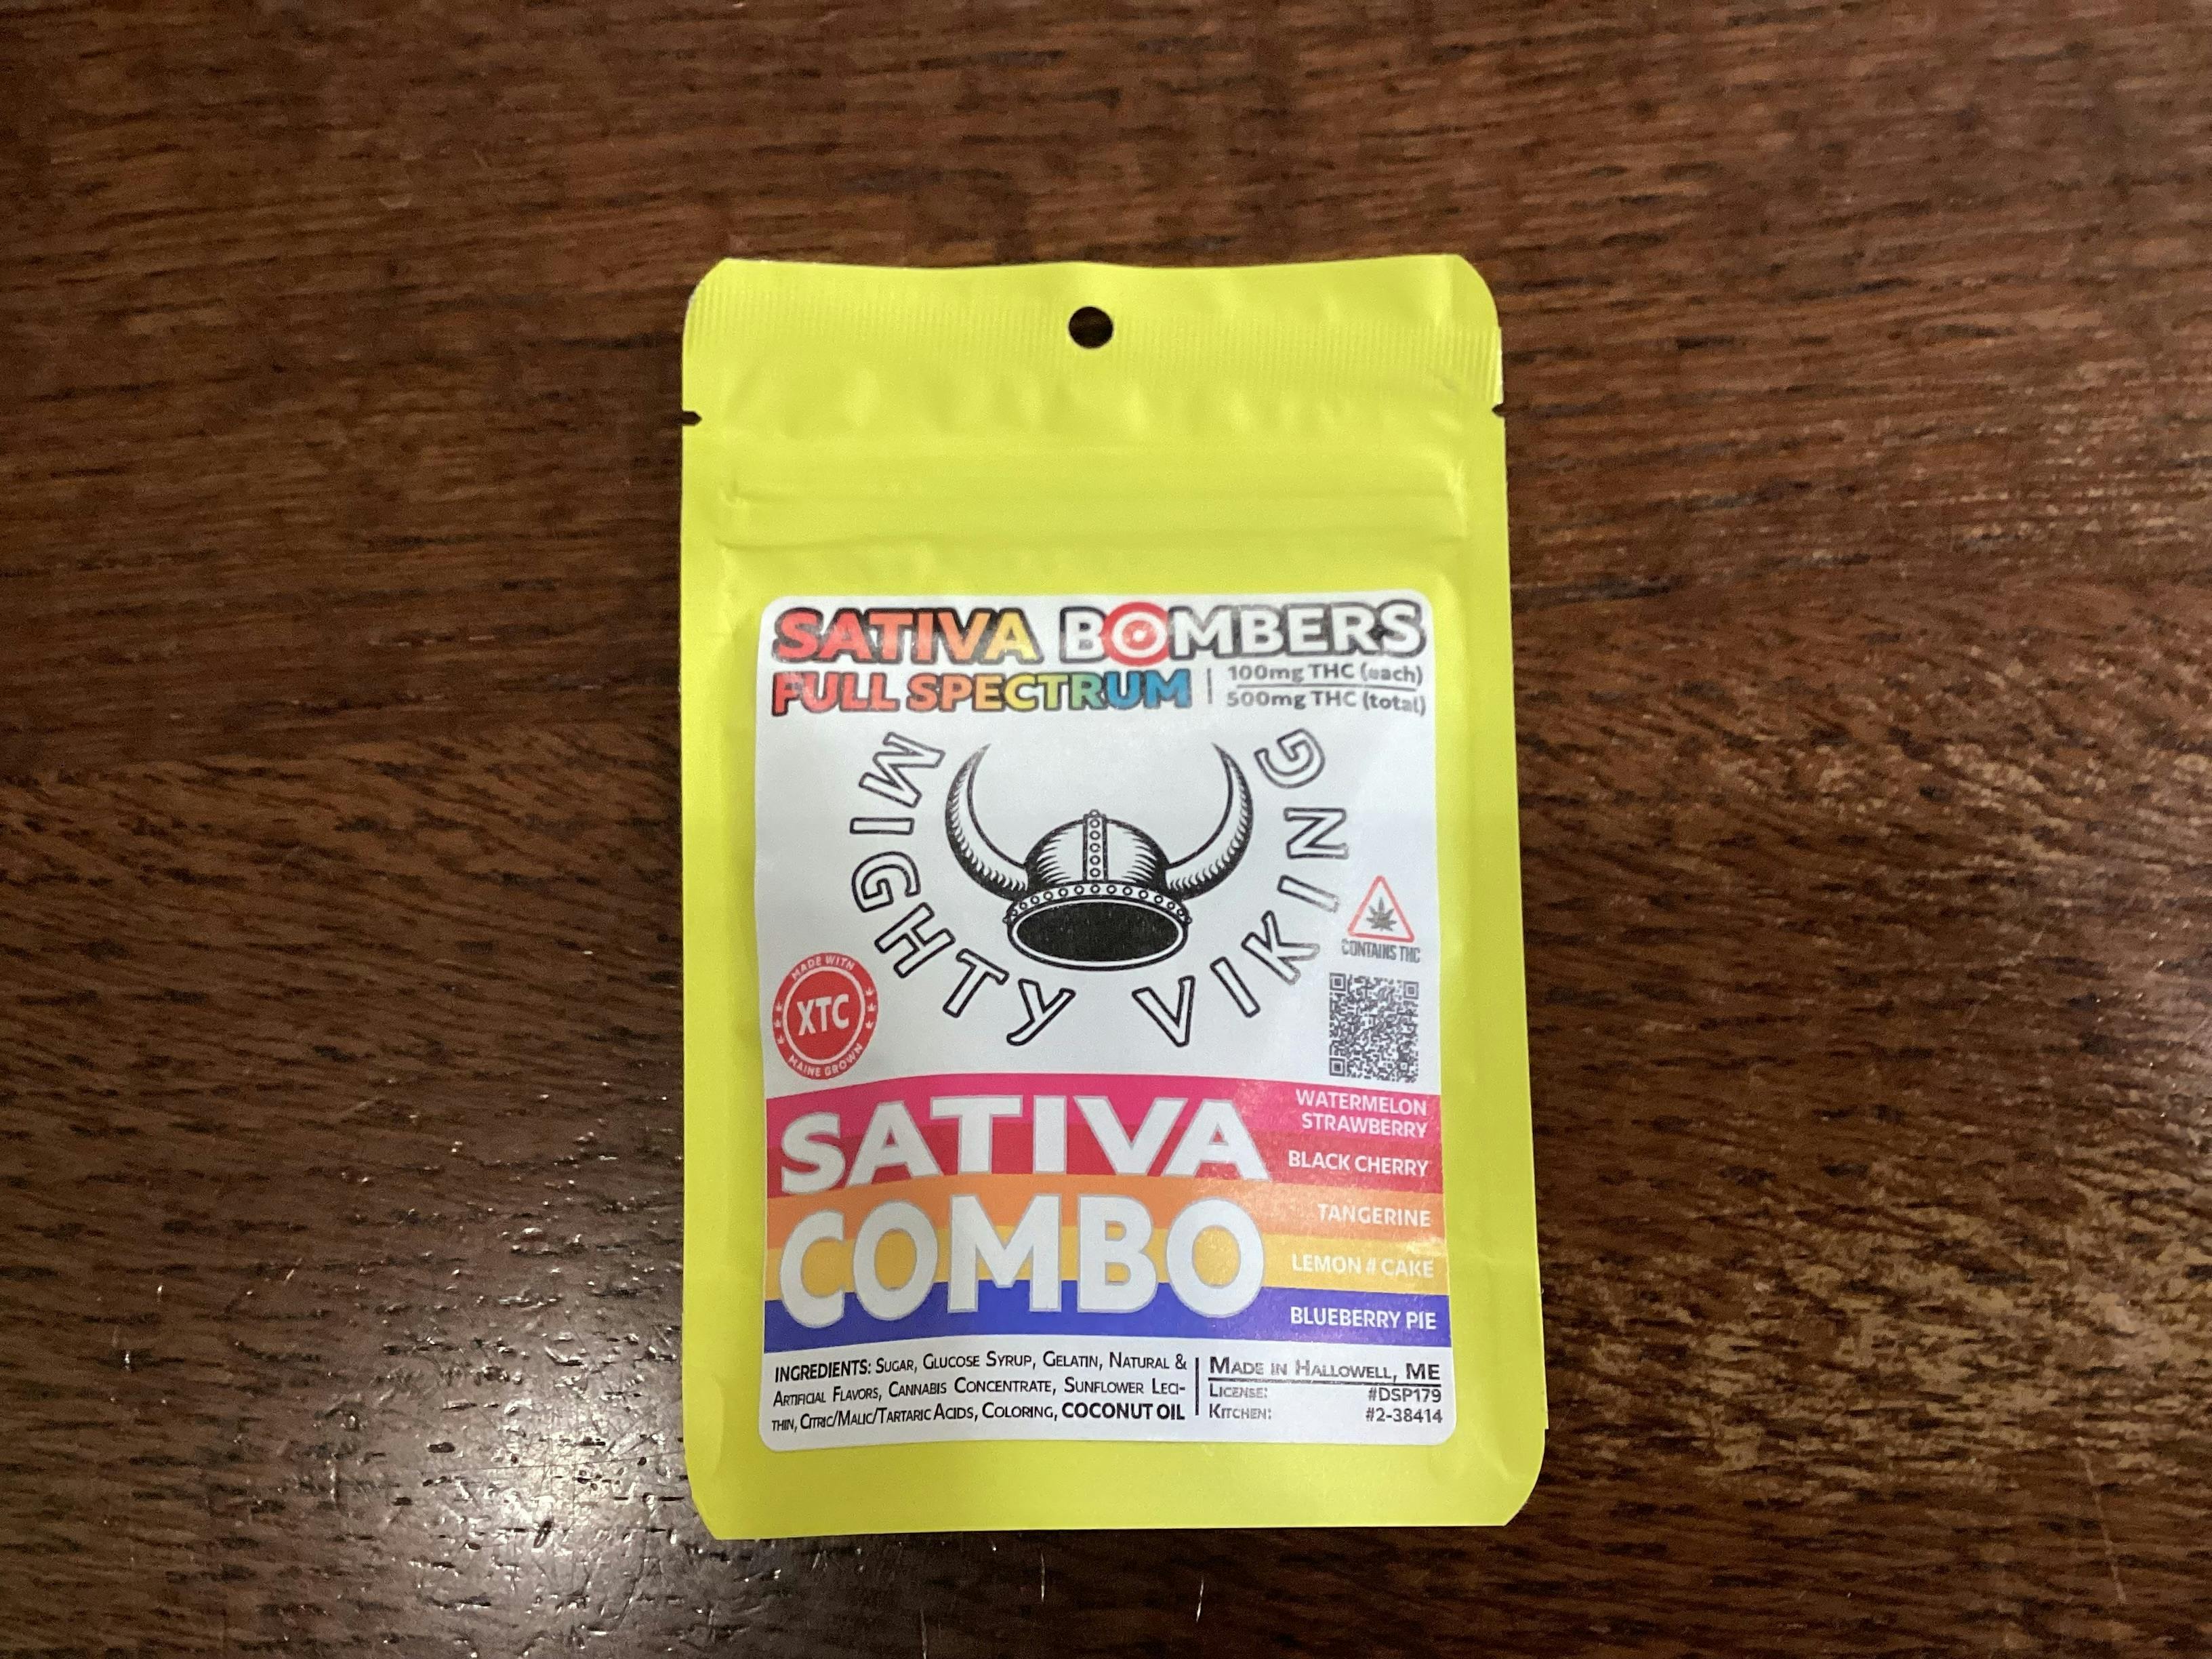 SATIVA BOMBERS
FULL SPECTRUM
100mg THC (each)
500mg THC (total)
MIGHTY VIKING
CONTAINS THC
MADE WITH
XTC
MAINE GROWN
SATIVA
COMBO
WATERMELON
STRAWBERRY
BLACK CHERRY
TANGERINE
LEMON # CAKE
BLUEBERRY PIE
INGREDIENTS: SUGAR, GLUCOSE SYRUP, GELATIN, NATURAL &
ARTIFICIAL FLAVORS, CANNABIS CONCENTRATE, SUNFLOWER LECI-
THIN, CITRIC/MALIC/TARTARIC ACIDS, COLORING, COCONUT OIL
MADE IN HALLOWELL, ME
LICENSE: #DSP179
KITCHEN: #2-38414